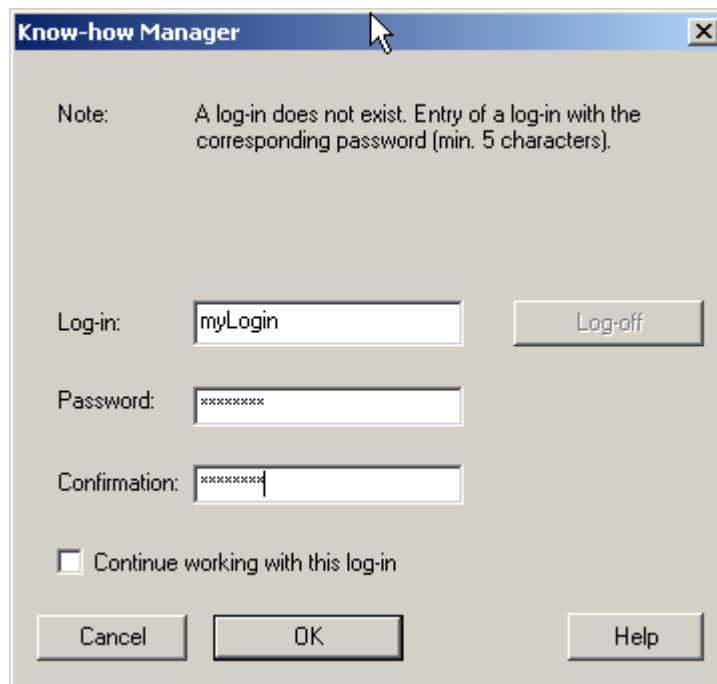 Know-how Manager
Note: A log-in does not exist. Entry of a log-in with the
corresponding password (min. 5 characters).
Log-in: myLogin Log-off
Password: ********
Confirmation: ********
Continue working with this log-in
Cancel OK Help